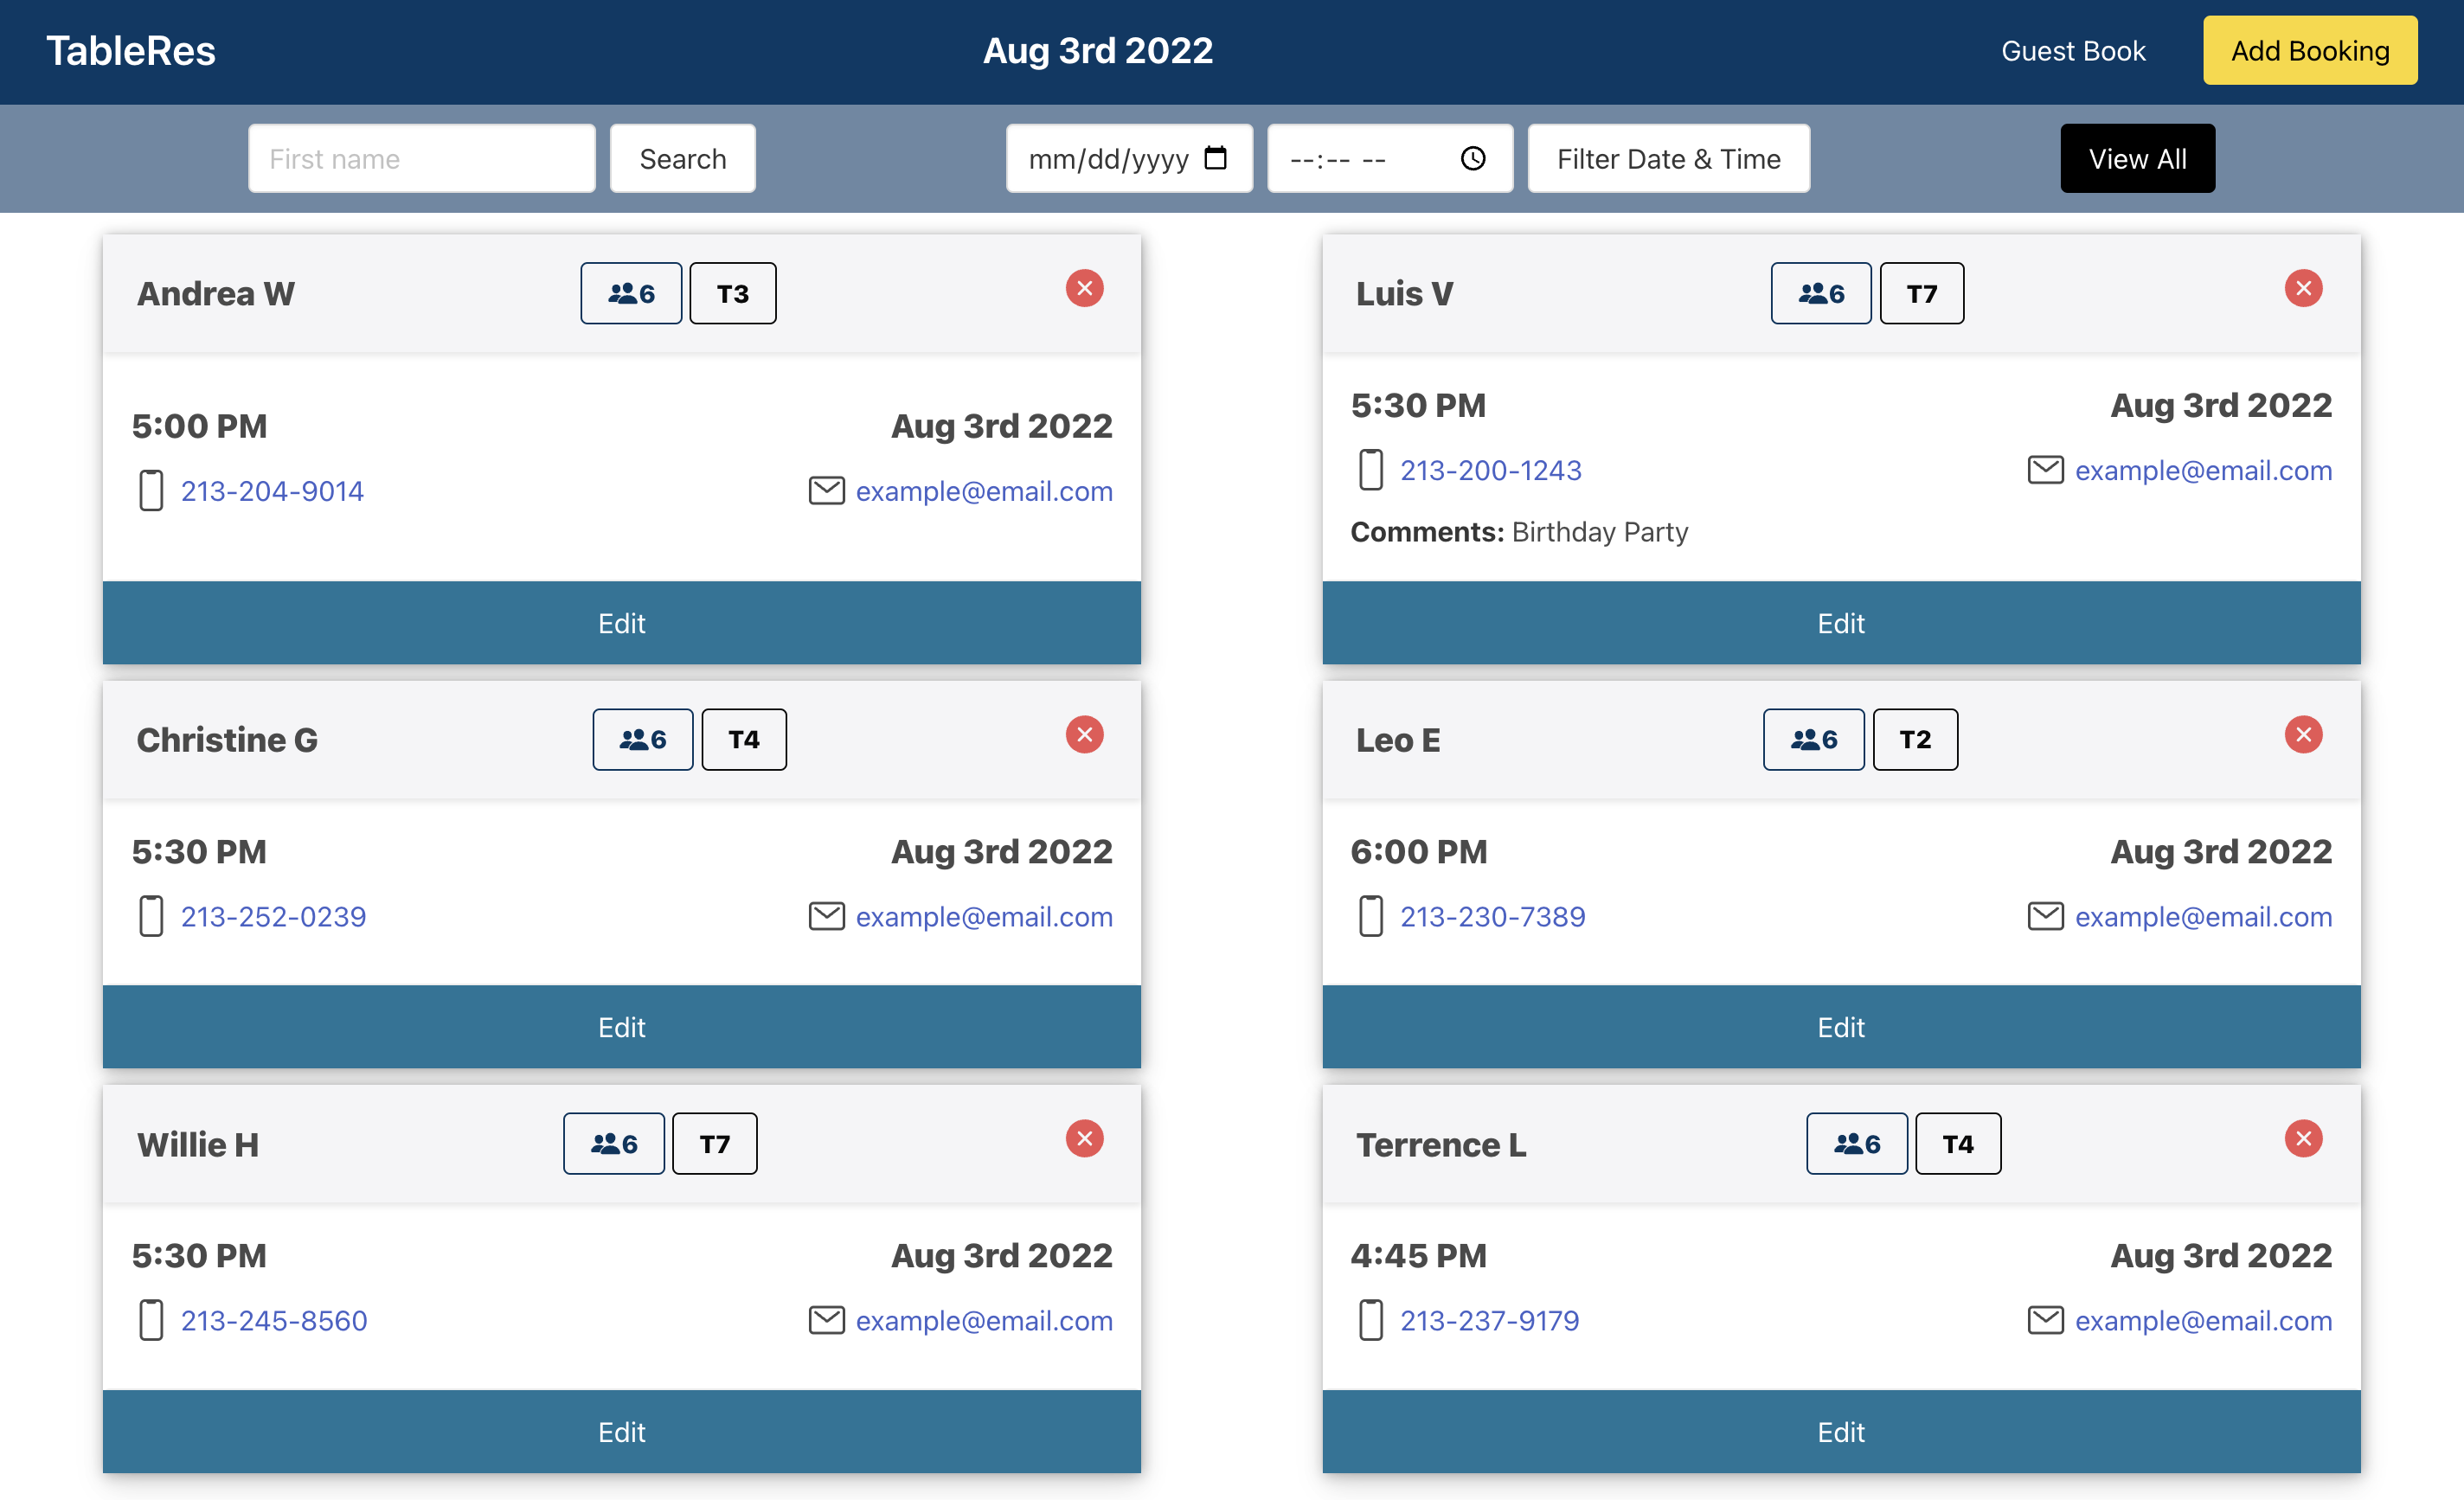 TableRes
Aug 3rd 2022
Guest Book
Add Booking
First name
Search
mm/dd/yyyy
--:-- --
Filter Date & Time
View All
Andrea W
6
T3
5:00 PM
Aug 3rd 2022
213-204-9014
example@email.com
Edit
Luis V
6
T7
5:30 PM
Aug 3rd 2022
213-200-1243
example@email.com
Comments: Birthday Party
Edit
Christine G
6
T4
5:30 PM
Aug 3rd 2022
213-252-0239
example@email.com
Edit
Leo E
6
T2
6:00 PM
Aug 3rd 2022
213-230-7389
example@email.com
Edit
Willie H
6
T7
5:30 PM
Aug 3rd 2022
213-245-8560
example@email.com
Edit
Terrence L
6
T4
4:45 PM
Aug 3rd 2022
213-237-9179
example@email.com
Edit